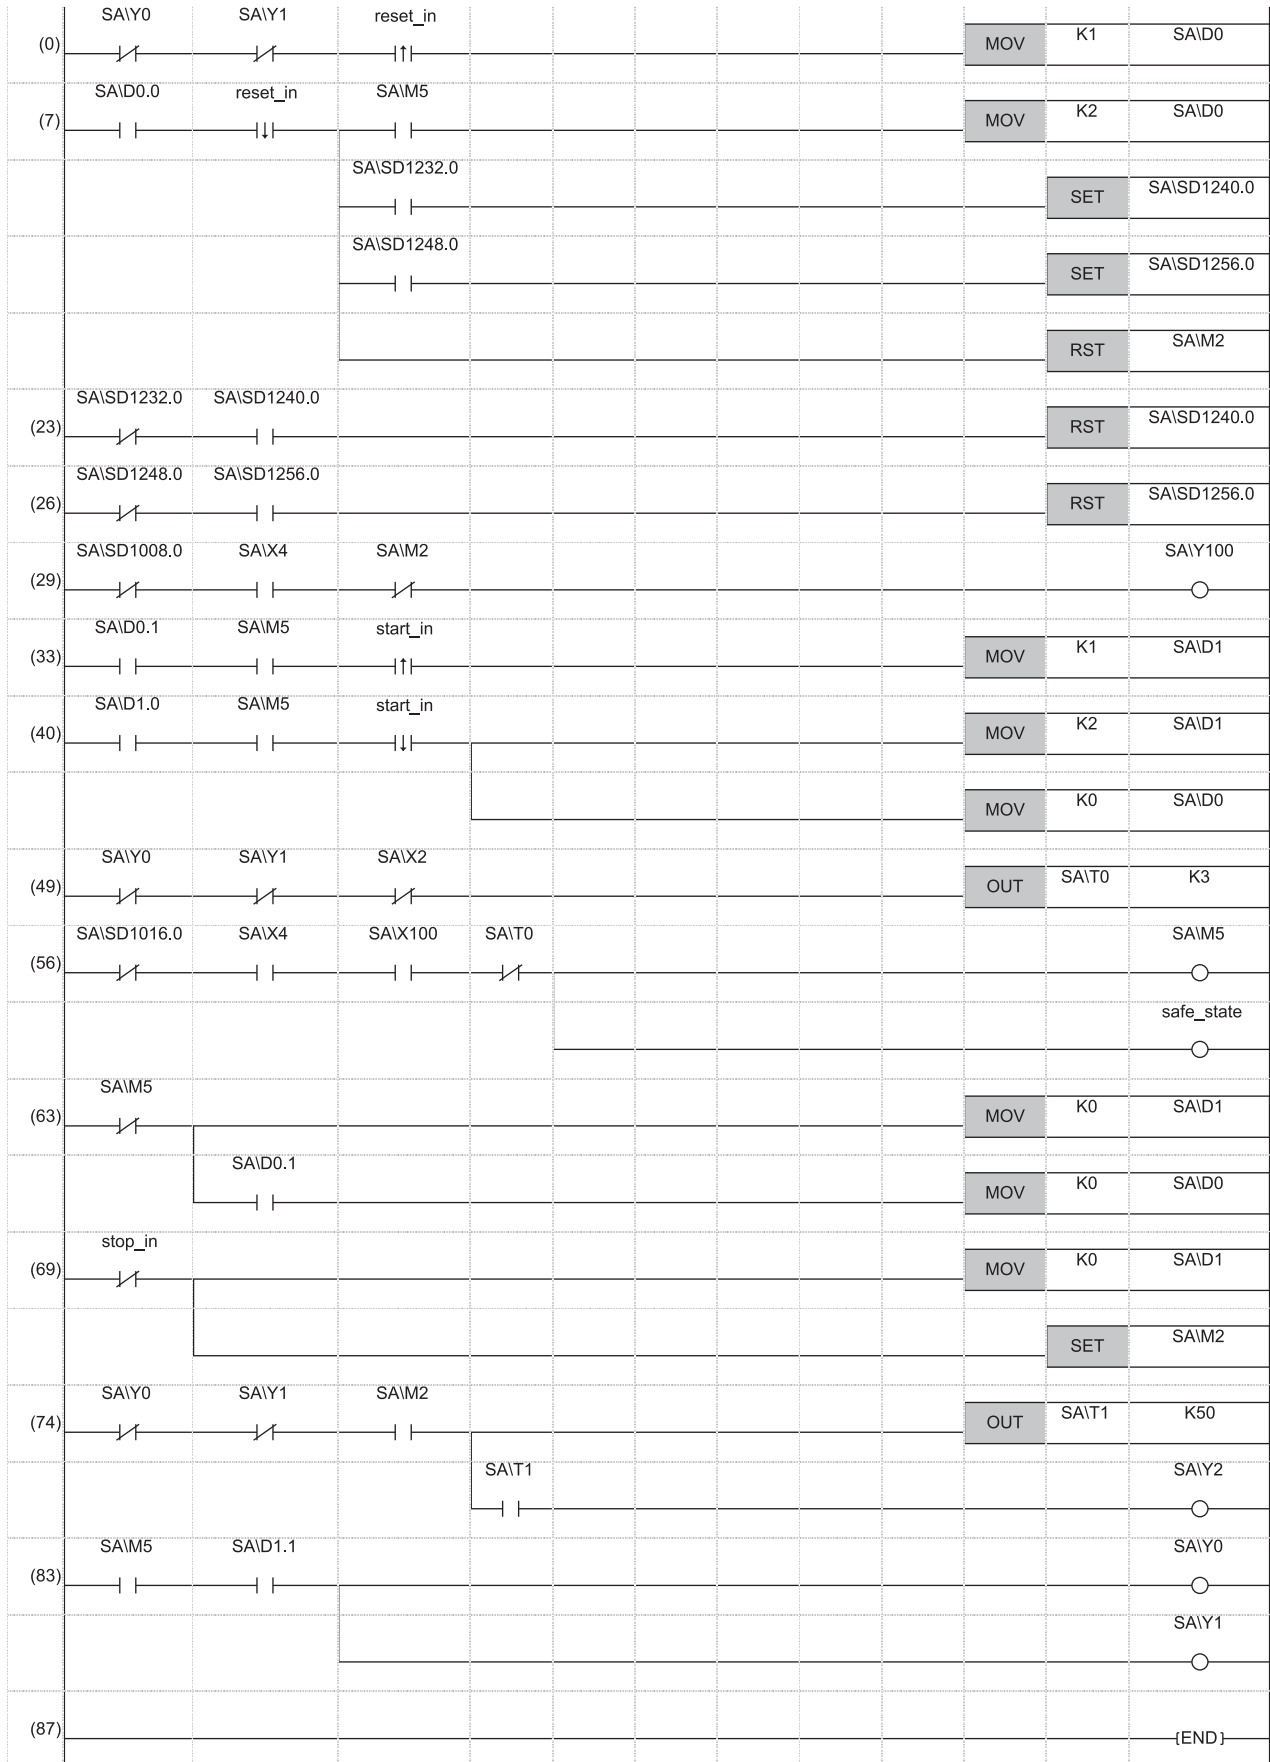 SA\Y0 SA\Y1 reset_in
(0) MOV K1 SA\D0
SA\D0.0 reset_in SA\M5
(7) MOV K2 SA\D0
SA\SD1232.0
SET SA\SD1240.0
SA\SD1248.0
SET SA\SD1256.0
RST SA\M2
SA\SD1232.0 SA\SD1240.0
(23) RST SA\SD1240.0
SA\SD1248.0 SA\SD1256.0
(26) RST SA\SD1256.0
SA\SD1008.0 SA\X4 SA\M2 SA\Y100
(29)
SA\D0.1 SA\M5 start_in
(33) MOV K1 SA\D1
SA\D1.0 SA\M5 start_in
(40) MOV K2 SA\D1
MOV K0 SA\D0
SA\Y0 SA\Y1 SA\X2
(49) OUT SA\T0 K3
SA\SD1016.0 SA\X4 SA\X100 SA\T0 SA\M5
(56)
safe_state
SA\M5
(63) MOV K0 SA\D1
SA\D0.1
MOV K0 SA\D0
stop_in
(69) MOV K0 SA\D1
SET SA\M2
SA\Y0 SA\Y1 SA\M2
(74) OUT SA\T1 K50
SA\T1 SA\Y2
SA\M5 SA\D1.1 SA\Y0
(83)
SA\Y1
(87) [END]